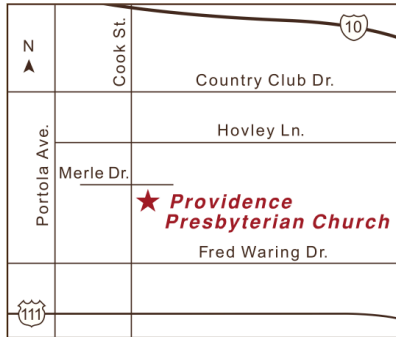 10
N
Cook St.
Country Club Dr.
Hovley Ln.
Portola Ave.
Merle Dr.
Providence
Presbyterian Church
Fred Waring Dr.
111